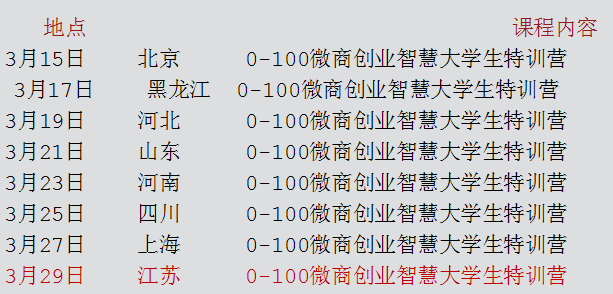 地点 课程内容
3月15日 北京 0-100微商创业智慧大学生特训营
3月17日 黑龙江 0-100微商创业智慧大学生特训营
3月19日 河北 0-100微商创业智慧大学生特训营
3月21日 山东 0-100微商创业智慧大学生特训营
3月23日 河南 0-100微商创业智慧大学生特训营
3月25日 四川 0-100微商创业智慧大学生特训营
3月27日 上海 0-100微商创业智慧大学生特训营
3月29日 江苏 0-100微商创业智慧大学生特训营